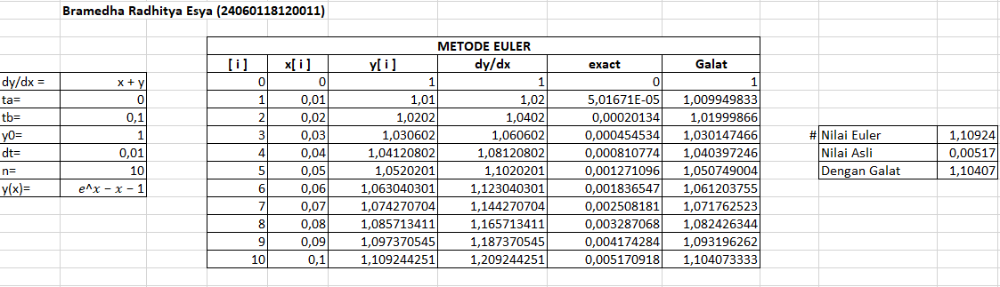 Bramedha Radhitya Esya (24060118120011)
METODE EULER
[ i ] x[ i ] y[ i ] dy/dx exact Galat
dy/dx = x + y 0 0 1 1 0 1
ta= 0 1 0,01 1,01 1,02 5,01671E-05 1,009949833
tb= 0,1 2 0,02 1,0202 1,0402 0,00020134 1,01999866
y0= 1 3 0,03 1,030602 1,060602 0,000454534 1,030147466 # Nilai Euler 1,10924
dt= 0,01 4 0,04 1,04120802 1,08120802 0,000810774 1,040397246 Nilai Asli 0,00517
n= 10 5 0,05 1,0520201 1,1020201 0,001271096 1,050749004 Dengan Galat 1,10407
y(x)= e^x − x − 1 6 0,06 1,063040301 1,123040301 0,001836547 1,061203755
7 0,07 1,074270704 1,144270704 0,002508181 1,071762523
8 0,08 1,085713411 1,165713411 0,003287068 1,082426344
9 0,09 1,097370545 1,187370545 0,004174284 1,093196262
10 0,1 1,109244251 1,209244251 0,005170918 1,104073333